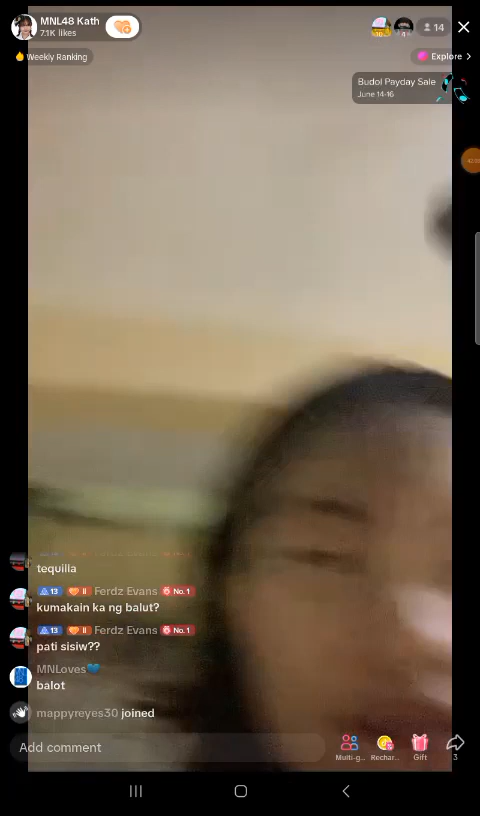 MNL48 Kath
7.1K likes
14
Weekly Ranking
Explore >
Budol Payday Sale
June 14-16
tequilla
13 II Ferdz Evans No. 1
kumakain ka ng balut?
13 II Ferdz Evans No. 1
pati sisiw??
MNLoves💙
balot
mappyreyes30 joined
Add comment
Multi-g... Rechar... Gift 3